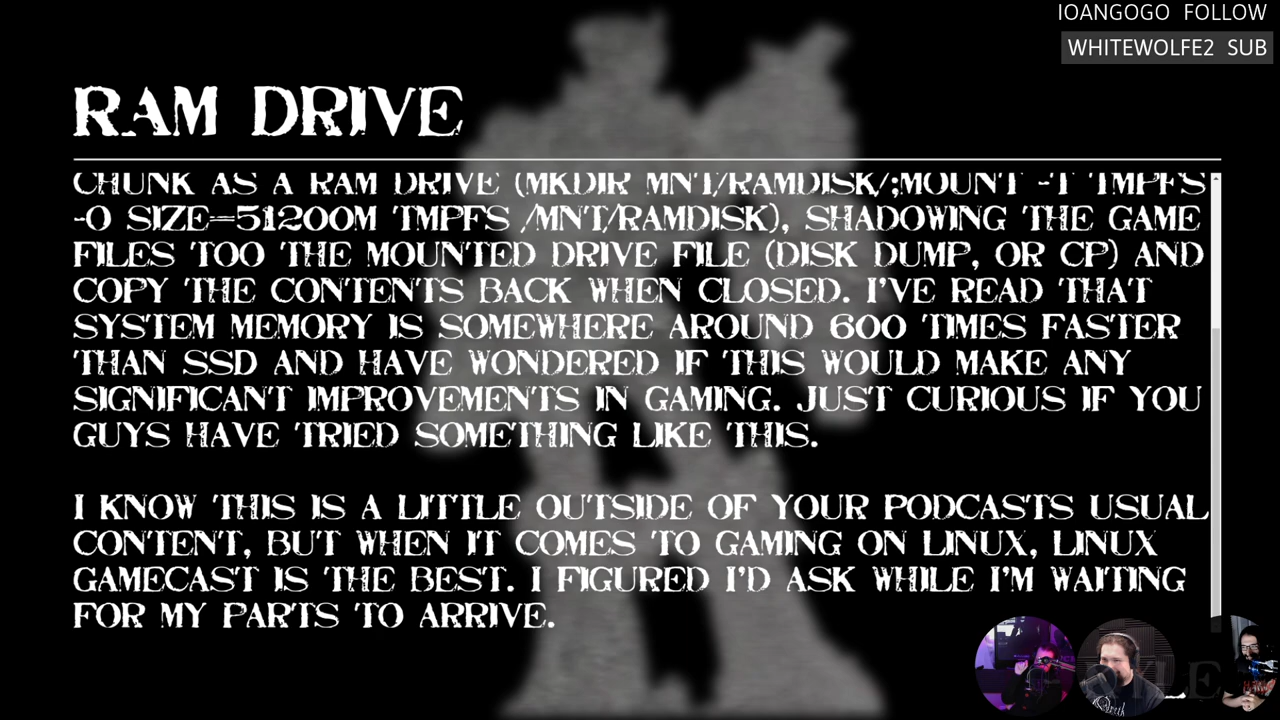 IOANGOGO FOLLOW
WHITEWOLFE2 SUB
RAM DRIVE
CHUNK AS A RAM DRIVE (MKDIR MNT/RAMDISK/;MOUNT -T TMPFS
-O SIZE=51200M TMPFS /MNT/RAMDISK), SHADOWING THE GAME
FILES TOO THE MOUNTED DRIVE FILE (DISK DUMP, OR CP) AND
COPY THE CONTENTS BACK WHEN CLOSED. I'VE READ THAT
SYSTEM MEMORY IS SOMEWHERE AROUND 600 TIMES FASTER
THAN SSD AND HAVE WONDERED IF THIS WOULD MAKE ANY
SIGNIFICANT IMPROVEMENTS IN GAMING. JUST CURIOUS IF YOU
GUYS HAVE TRIED SOMETHING LIKE THIS.
I KNOW THIS IS A LITTLE OUTSIDE OF YOUR PODCASTS USUAL
CONTENT, BUT WHEN IT COMES TO GAMING ON LINUX, LINUX
GAMECAST IS THE BEST. I FIGURED I'D ASK WHILE I'M WAITING
FOR MY PARTS TO ARRIVE.